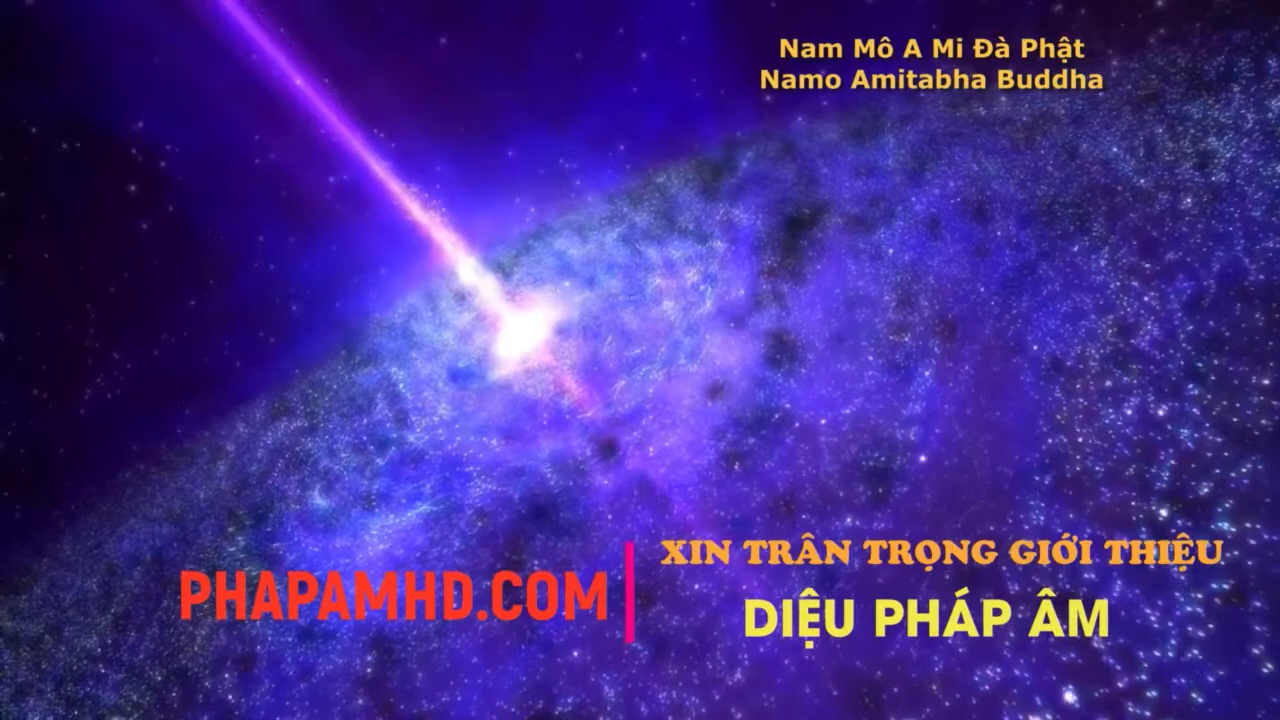 Nam Mô A Mi Đà Phật
Namo Amitabha Buddha
PHAPAMHD.COM
XIN TRÂN TRỌNG GIỚI THIỆU
DIỆU PHÁP ÂM